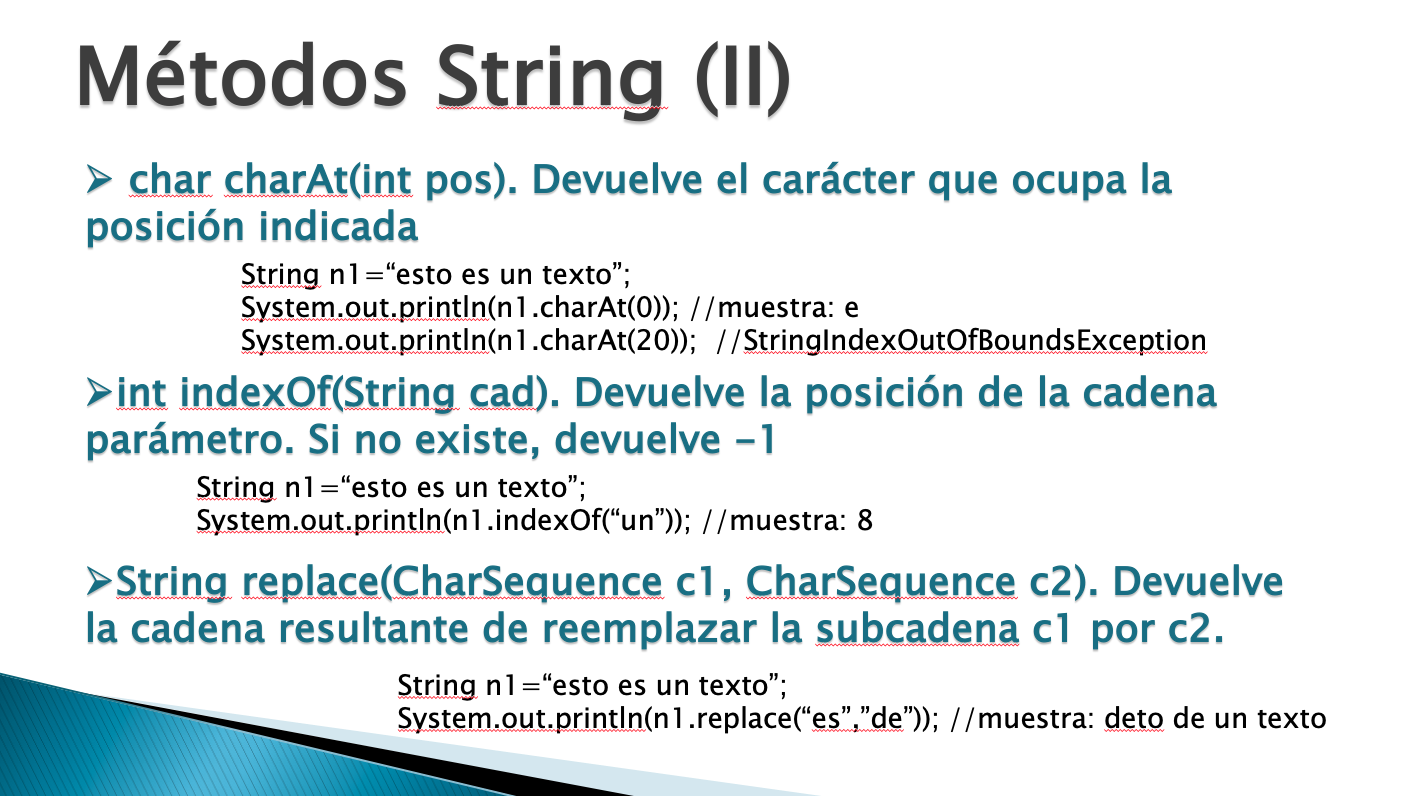 Métodos String (II)
➢ char charAt(int pos). Devuelve el carácter que ocupa la
posición indicada
String n1=“esto es un texto”;
System.out.println(n1.charAt(0)); //muestra: e
System.out.println(n1.charAt(20));  //StringIndexOutOfBoundsException
➢int indexOf(String cad). Devuelve la posición de la cadena
parámetro. Si no existe, devuelve -1
String n1=“esto es un texto”;
System.out.println(n1.indexOf(“un”)); //muestra: 8
➢String replace(CharSequence c1, CharSequence c2). Devuelve
la cadena resultante de reemplazar la subcadena c1 por c2.
String n1=“esto es un texto”;
System.out.println(n1.replace(“es”,”de”)); //muestra: deto de un texto